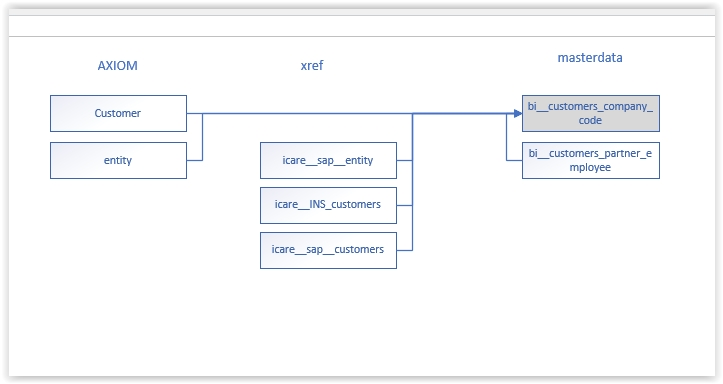 AXIOM
xref
masterdata
Customer
bi__customers_company_
code
entity
icare__sap__entity
bi__customers_partner_e
mployee
icare__INS_customers
icare__sap__customers